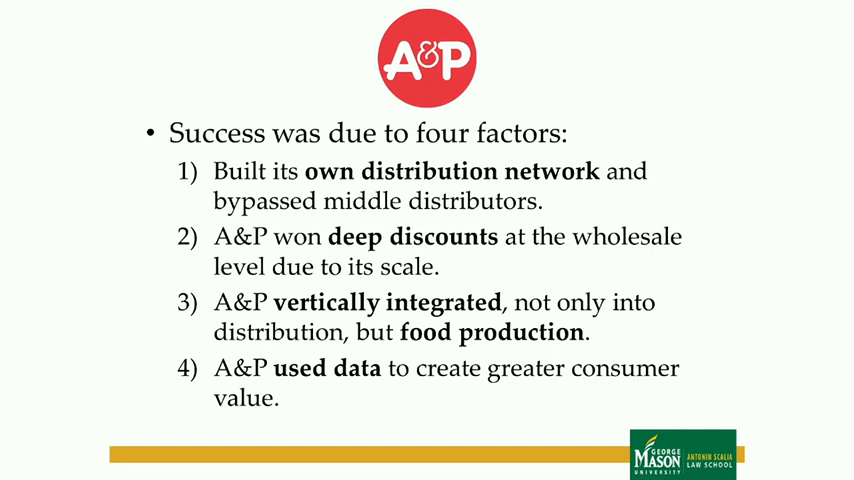 A&P
• Success was due to four factors:
1) Built its own distribution network and
bypassed middle distributors.
2) A&P won deep discounts at the wholesale
level due to its scale.
3) A&P vertically integrated, not only into
distribution, but food production.
4) A&P used data to create greater consumer
value.
GEORGE
MASON
UNIVERSITY
ANTONIN SCALIA
LAW SCHOOL